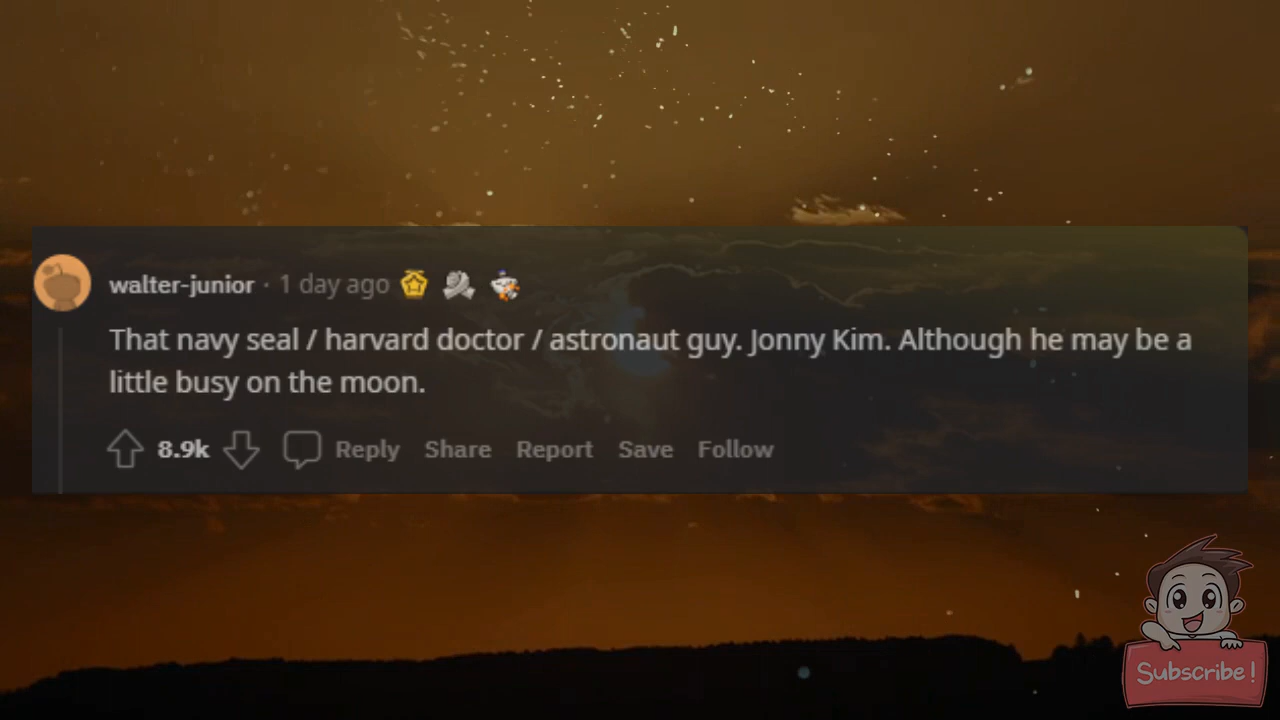 walter-junior · 1 day ago
That navy seal / harvard doctor / astronaut guy. Jonny Kim. Although he may be a
little busy on the moon.
8.9k Reply Share Report Save Follow
Subscribe!